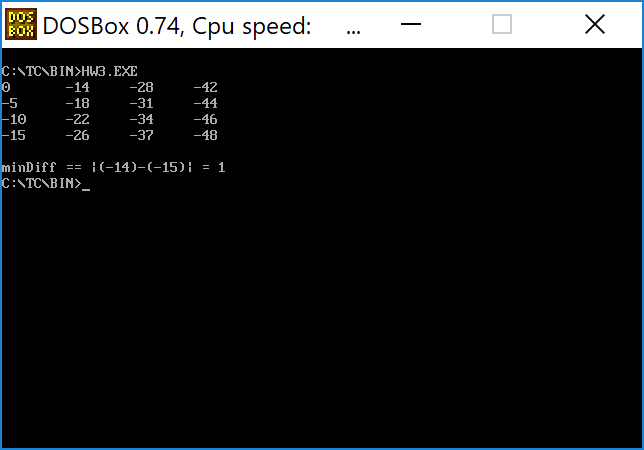 DOS
BOX
DOSBox 0.74, Cpu speed: ...
C:\TC\BIN>HW3.EXE
0 -14 -28 -42
-5 -18 -31 -44
-10 -22 -34 -46
-15 -26 -37 -48
minDiff == |(-14)-(-15)| = 1
C:\TC\BIN>_